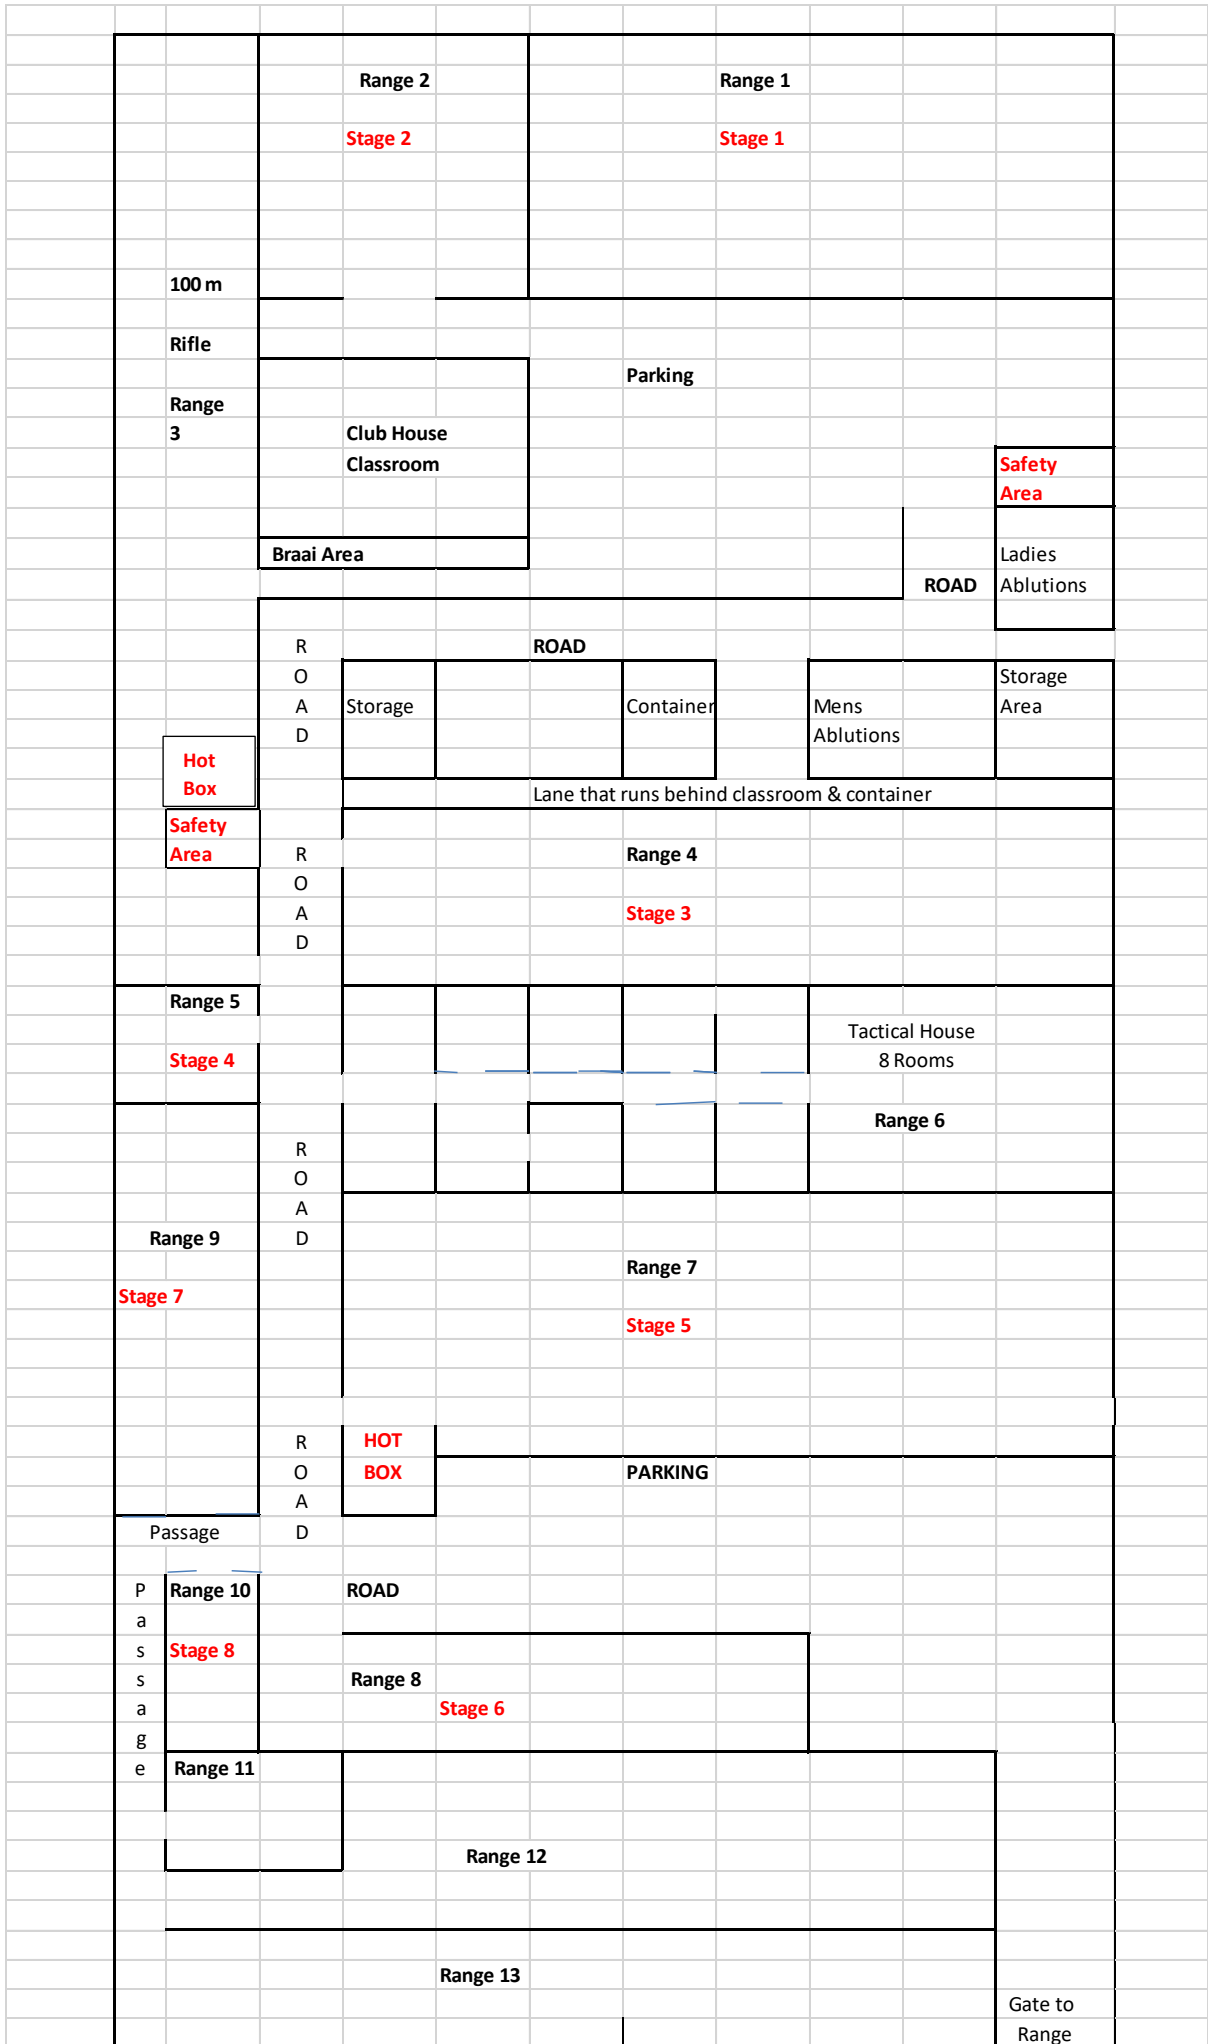 Range 2
Range 1
Stage 2
Stage 1
100 m
Rifle
Range
3
Parking
Club House
Classroom
Safety
Area
Braai Area
Ladies
Ablutions
ROAD
ROAD
R
O
A
D
Storage
Container
Mens
Ablutions
Storage
Area
Hot
Box
Lane that runs behind classroom & container
Safety
Area
R
O
A
D
Range 4
Stage 3
Range 5
Stage 4
Tactical House
8 Rooms
Range 6
R
O
A
D
Range 9
Stage 7
Range 7
Stage 5
R
O
A
D
HOT
BOX
PARKING
Passage
P
a
s
s
a
g
e
Range 10
Stage 8
ROAD
Range 8
Stage 6
Range 11
Range 12
Range 13
Gate to
Range